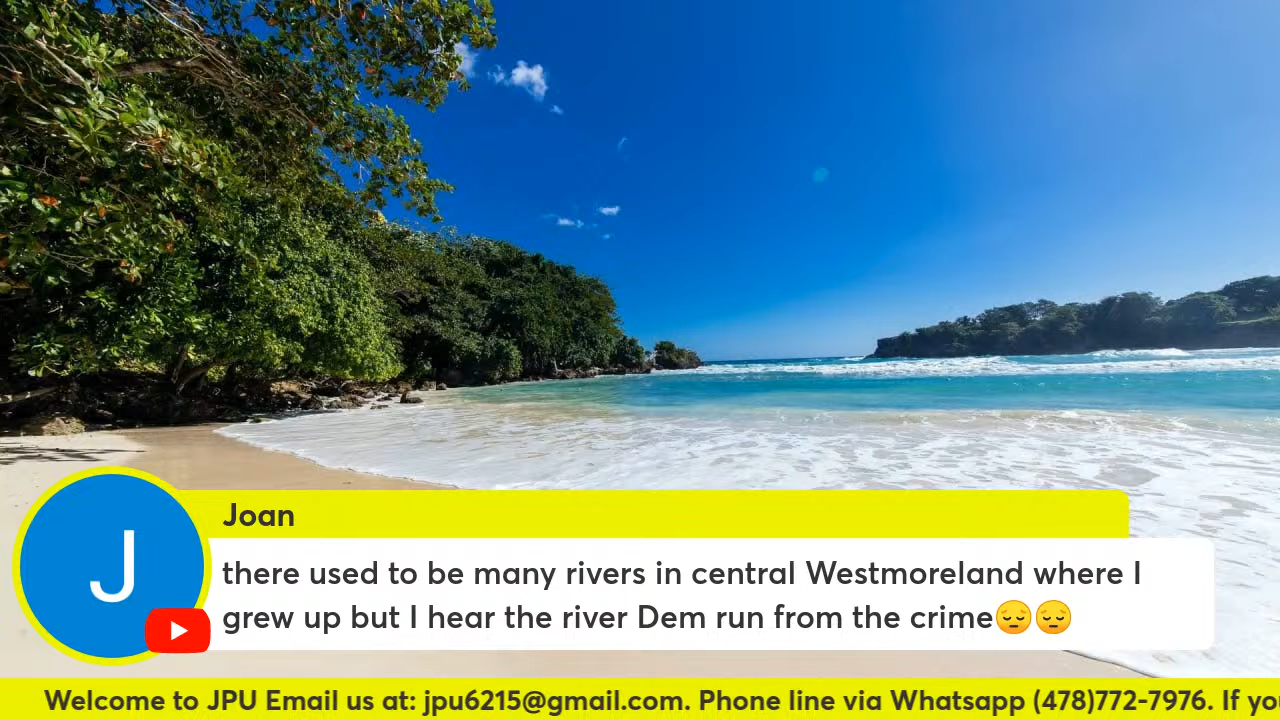 J
Joan
there used to be many rivers in central Westmoreland where I
grew up but I hear the river Dem run from the crime😔😔
Welcome to JPU Email us at: jpu6215@gmail.com. Phone line via Whatsapp (478)772-7976. If yo